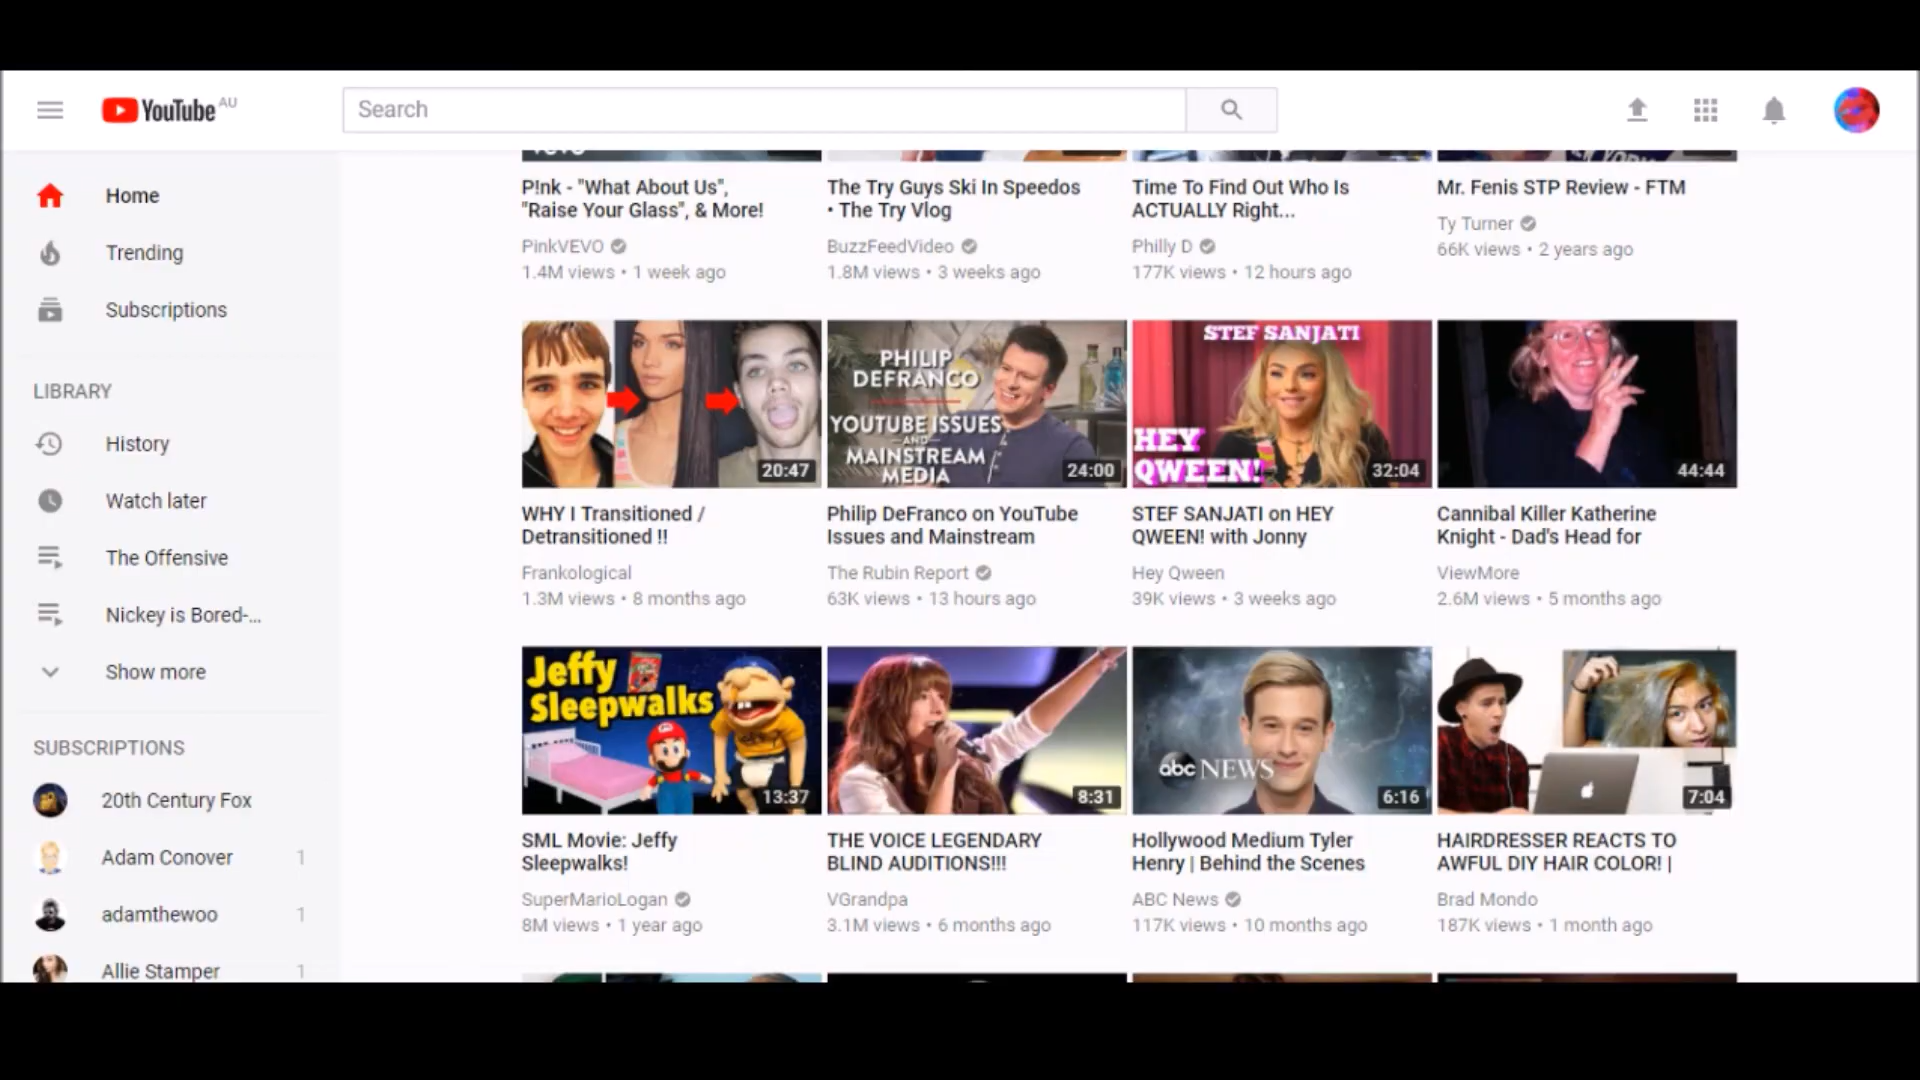 YouTube AU
Search
Home
Trending
Subscriptions
LIBRARY
History
Watch later
The Offensive
Nickey is Bored-...
Show more
SUBSCRIPTIONS
20th Century Fox
Adam Conover 1
adamthewoo 1
Allie Stamper 1
P!nk - "What About Us",
"Raise Your Glass", & More!
PinkVEVO
1.4M views • 1 week ago
The Try Guys Ski In Speedos
• The Try Vlog
BuzzFeedVideo
1.8M views • 3 weeks ago
Time To Find Out Who Is
ACTUALLY Right...
Philly D
177K views • 12 hours ago
Mr. Fenis STP Review - FTM
Ty Turner
66K views • 2 years ago
20:47
WHY I Transitioned /
Detransitioned !!
Frankological
1.3M views • 8 months ago
PHILIP
DEFRANCO
YOUTUBE ISSUES
AND
MAINSTREAM
MEDIA
24:00
Philip DeFranco on YouTube
Issues and Mainstream
The Rubin Report
63K views • 13 hours ago
STEF SANJATI
HEY
QWEEN!
32:04
STEF SANJATI on HEY
QWEEN! with Jonny
Hey Qween
39K views • 3 weeks ago
44:44
Cannibal Killer Katherine
Knight - Dad's Head for
ViewMore
2.6M views • 5 months ago
Jeffy
Sleepwalks
13:37
SML Movie: Jeffy
Sleepwalks!
SuperMarioLogan
8M views • 1 year ago
8:31
THE VOICE LEGENDARY
BLIND AUDITIONS!!!
VGrandpa
3.1M views • 6 months ago
abc NEWS
6:16
Hollywood Medium Tyler
Henry | Behind the Scenes
ABC News
117K views • 10 months ago
7:04
HAIRDRESSER REACTS TO
AWFUL DIY HAIR COLOR! |
Brad Mondo
187K views • 1 month ago